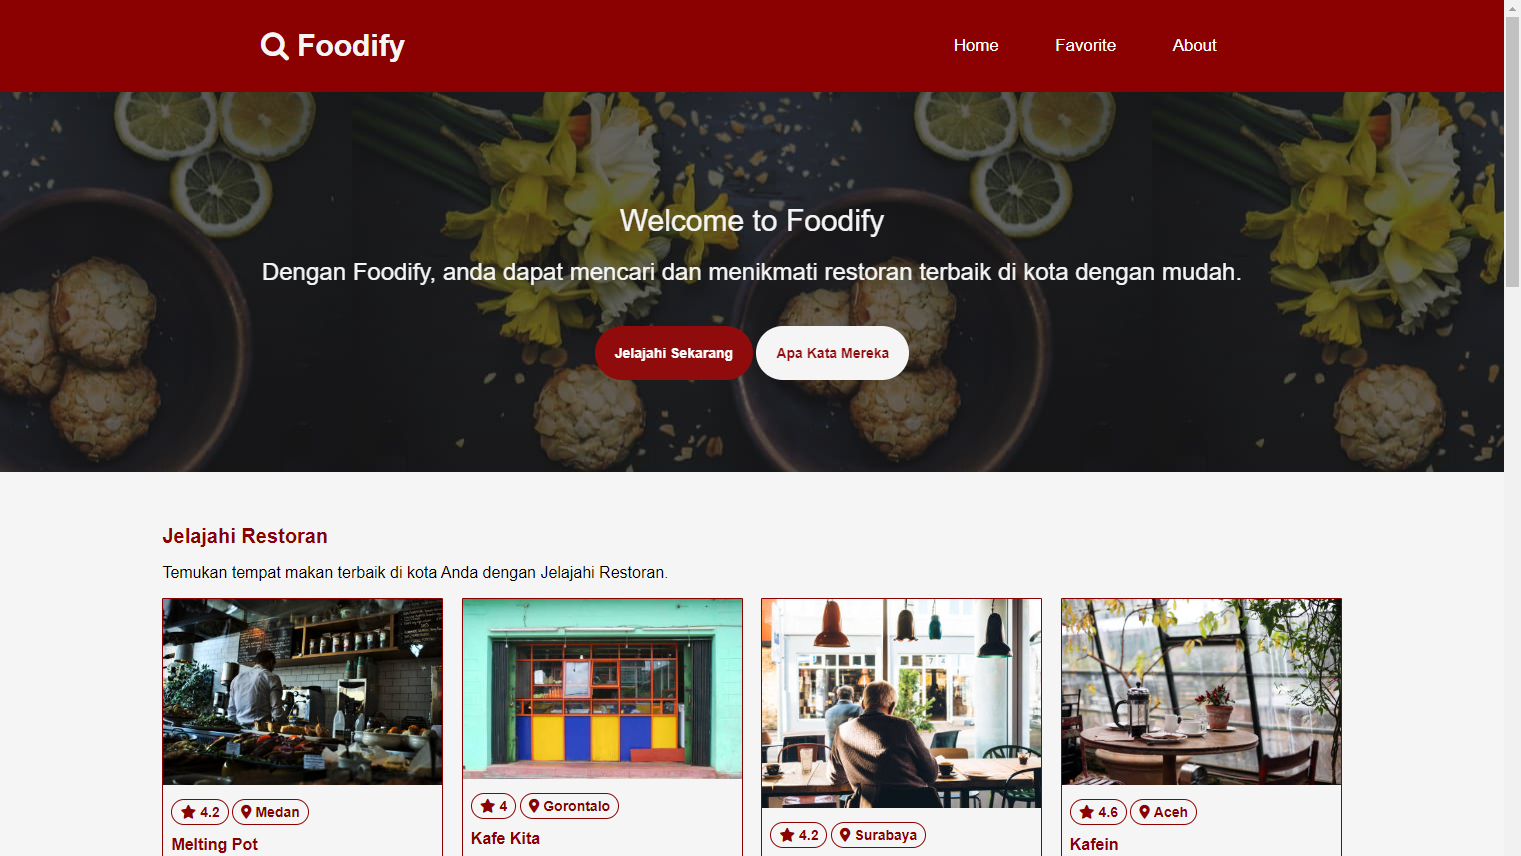 Foodify
Home Favorite About
Welcome to Foodify
Dengan Foodify, anda dapat mencari dan menikmati restoran terbaik di kota dengan mudah.
Jelajahi Sekarang Apa Kata Mereka
Jelajahi Restoran
Temukan tempat makan terbaik di kota Anda dengan Jelajahi Restoran.
4.2 Medan
Melting Pot
4 Gorontalo
Kafe Kita
4.2 Surabaya
4.6 Aceh
Kafein